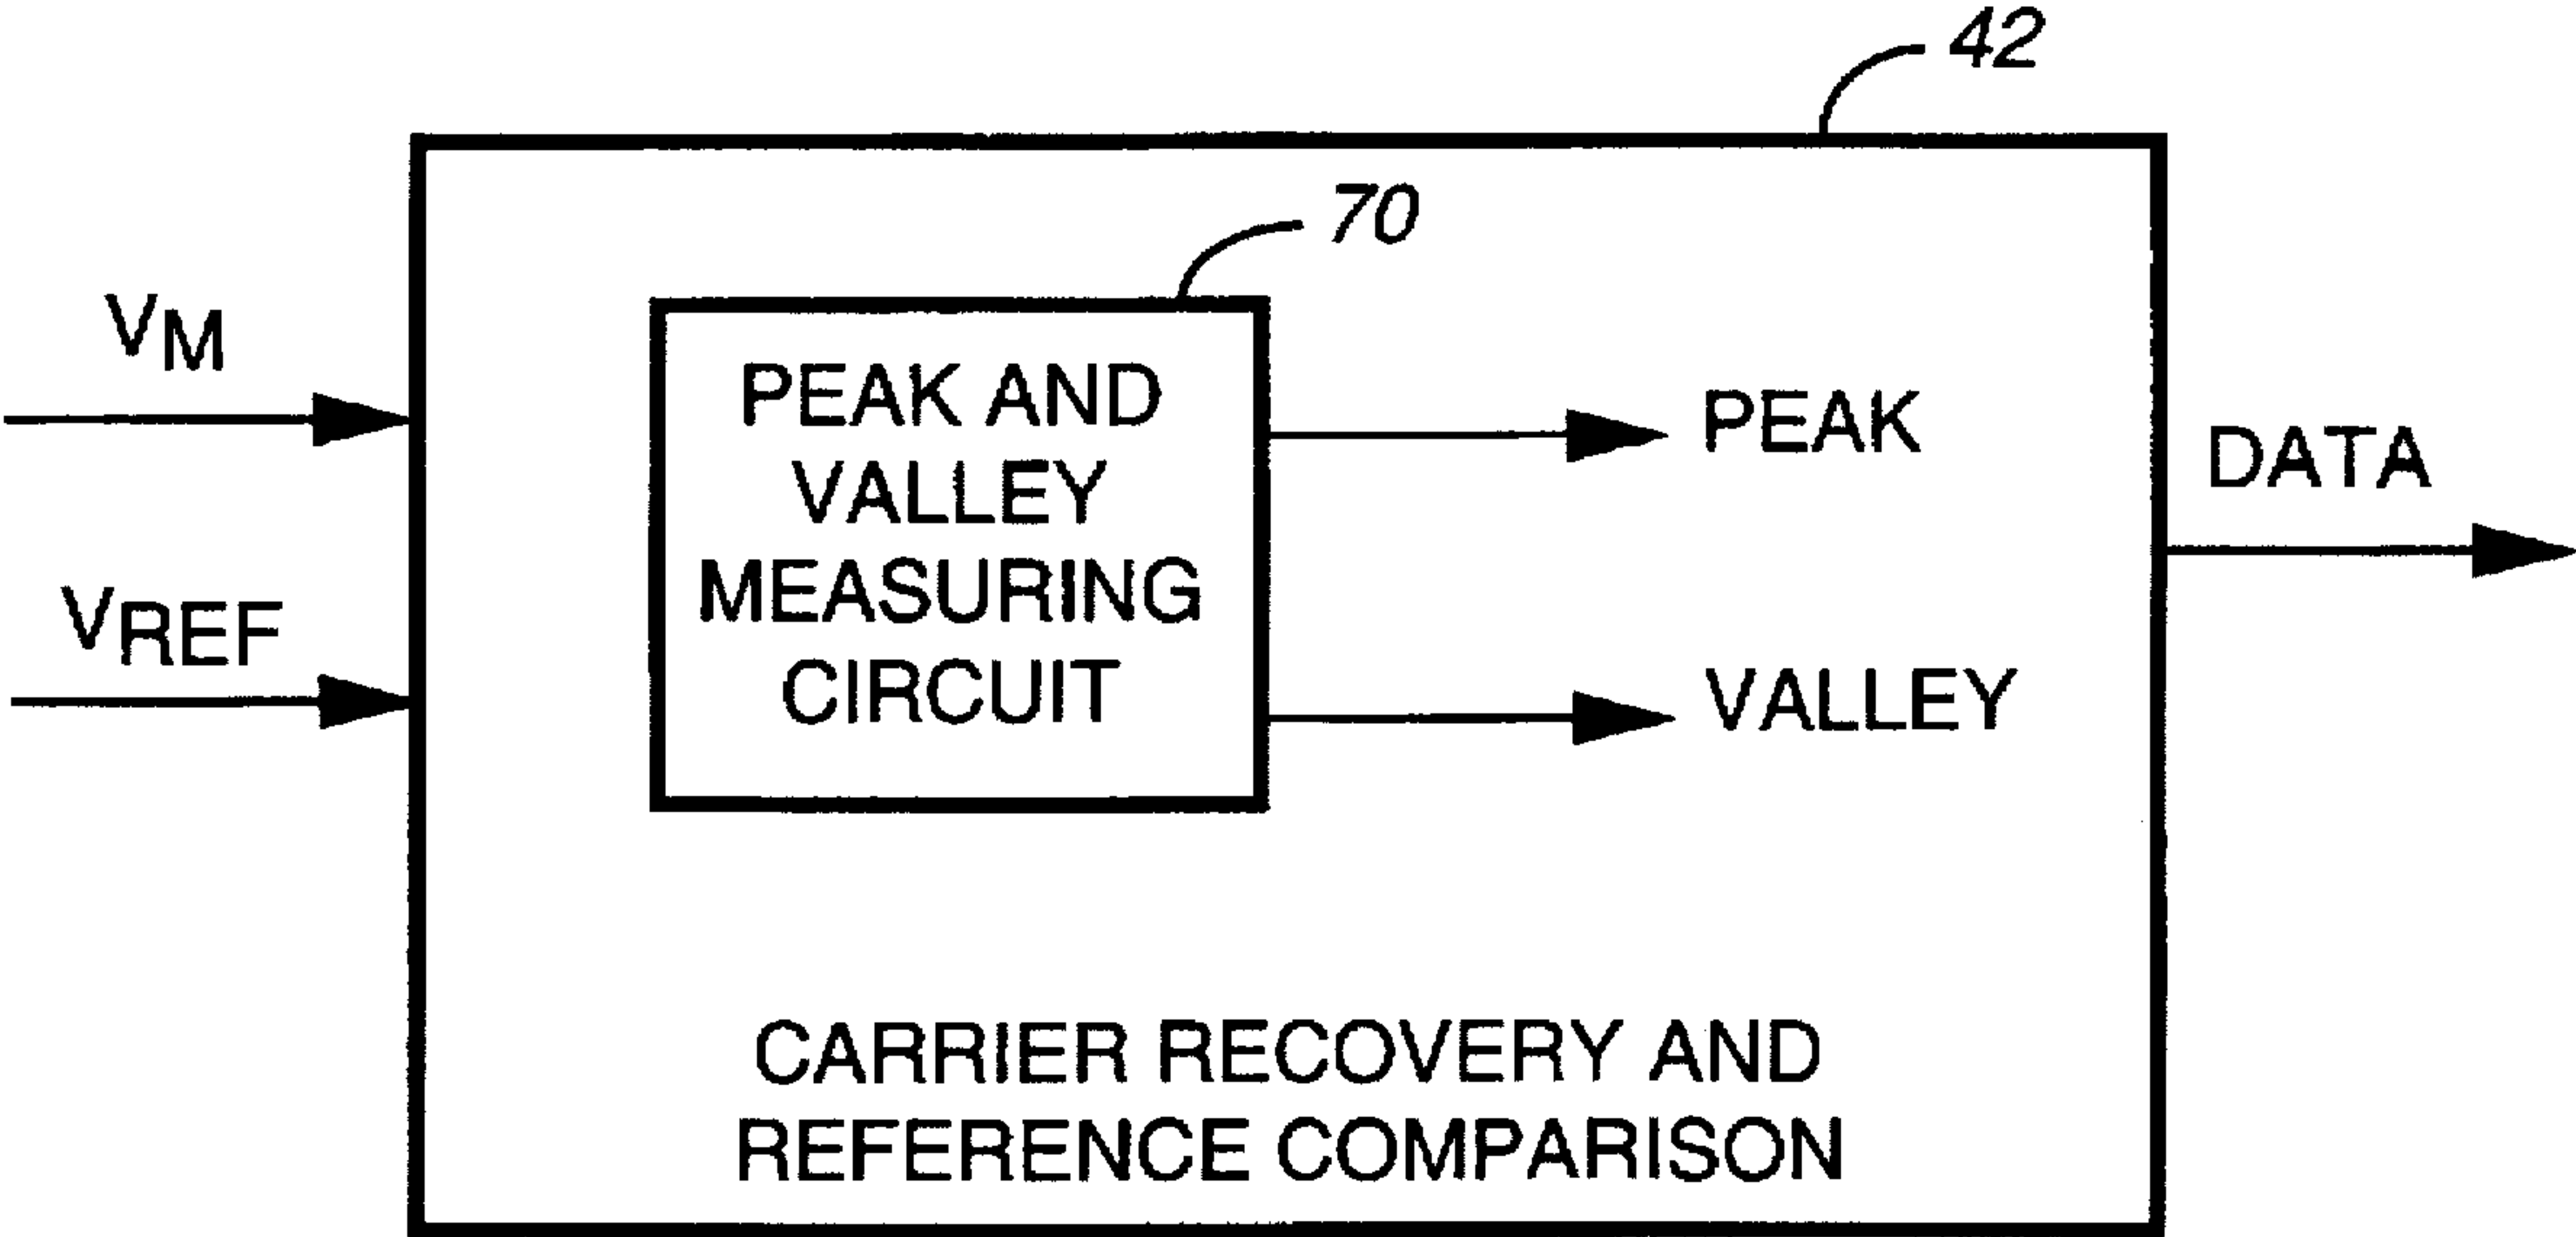 42
70
VM
PEAK AND
VALLEY
MEASURING
CIRCUIT
PEAK
DATA
VREF
VALLEY
CARRIER RECOVERY AND
REFERENCE COMPARISON